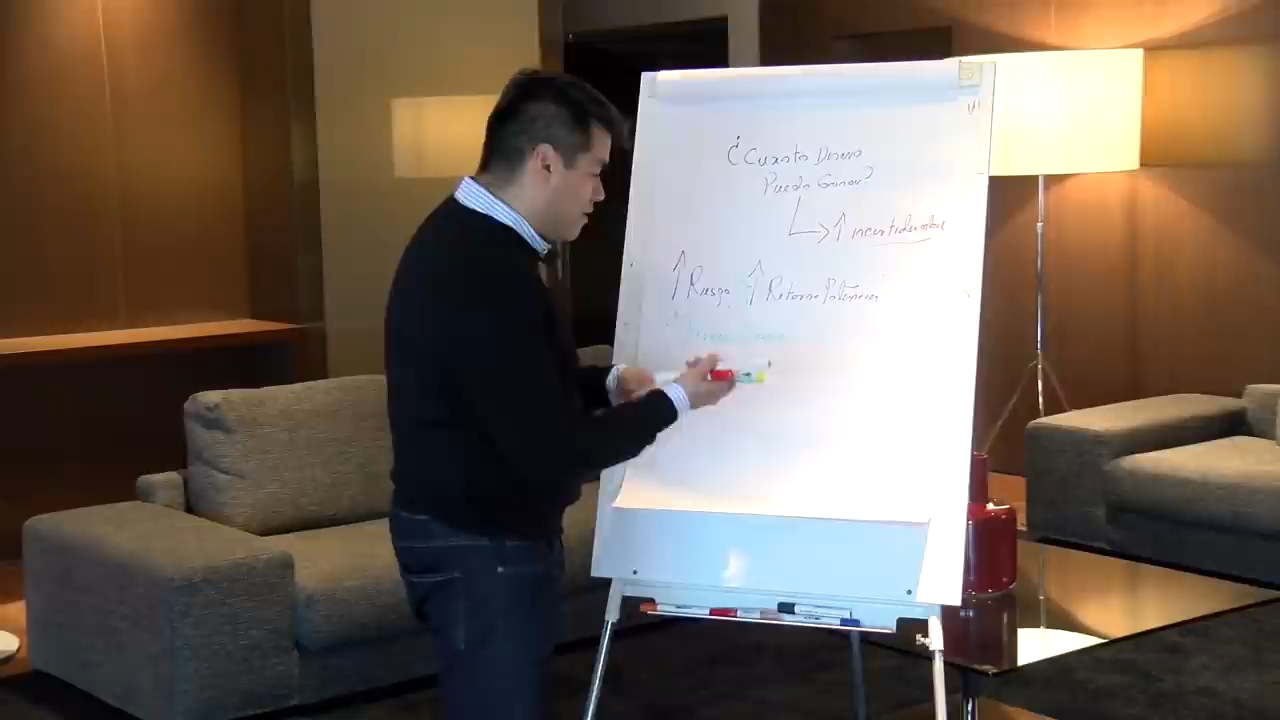 ¿Cuanto Dinero
Puedo Ganar?
↑ incertidumbre
↑ Riesgo ↑ Retorno Potencial